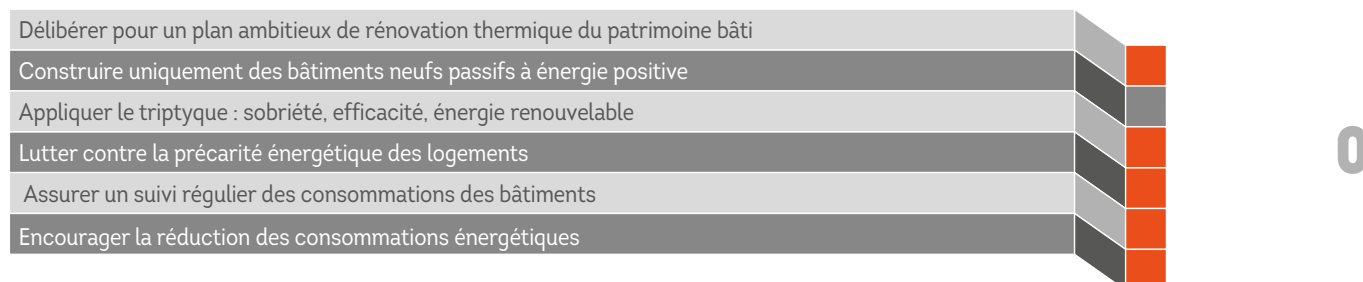 Délibérer pour un plan ambitieux de rénovation thermique du patrimoine bâti
Construire uniquement des bâtiments neufs passifs à énergie positive
Appliquer le triptyque : sobriété, efficacité, énergie renouvelable
Lutter contre la précarité énergétique des logements
Assurer un suivi régulier des consommations des bâtiments
Encourager la réduction des consommations énergétiques